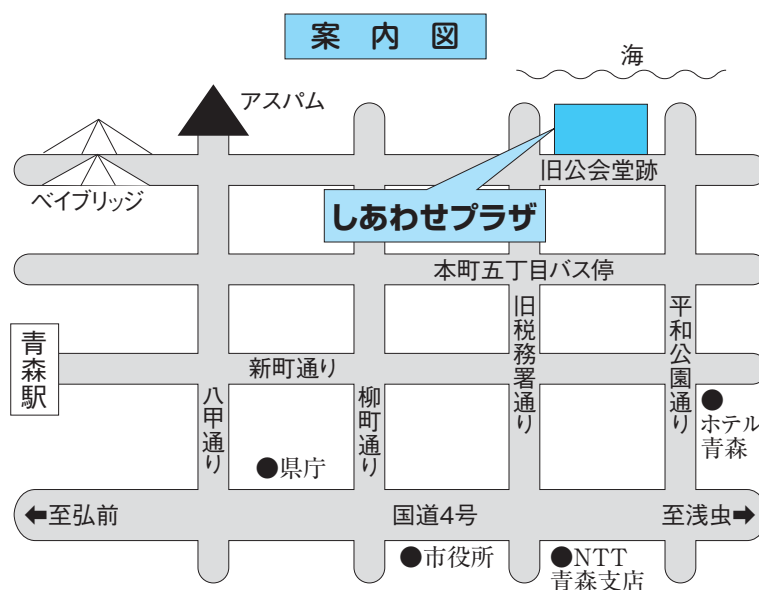 案内図
海
アスパム
ベイブリッジ
旧公会堂跡
しあわせプラザ
本町五丁目バス停
青森駅
新町通り
八甲通り
柳町通り
旧税務署通り
平和公園通り
●ホテル
青森
●県庁
←至弘前
国道4号
至浅虫→
●市役所
●NTT
青森支店